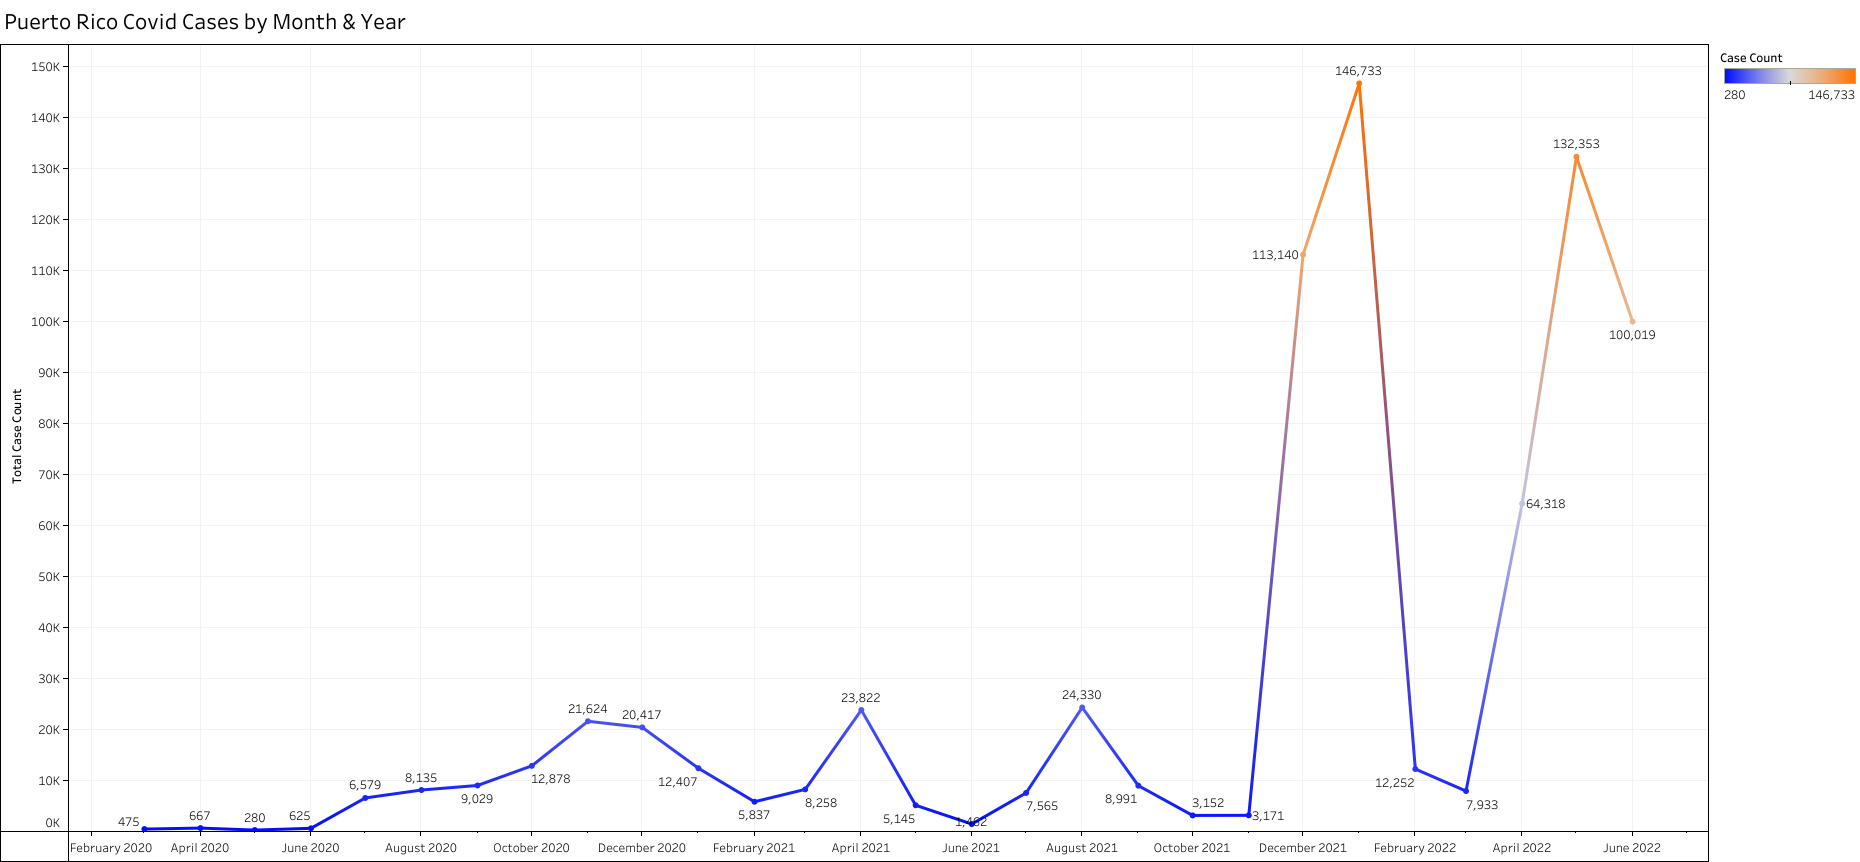 Puerto Rico Covid Cases by Month & Year
Case Count
280 146,733
Total Case Count
150K
140K
130K
120K
110K
100K
90K
80K
70K
60K
50K
40K
30K
20K
10K
0K
475
667
280
625
6,579
8,135
9,029
12,878
21,624
20,417
12,407
5,837
8,258
23,822
5,145
7,565
24,330
8,991
3,152
3,171
113,140
146,733
12,252
7,933
64,318
132,353
100,019
February 2020 April 2020 June 2020 August 2020 October 2020 December 2020 February 2021 April 2021 June 2021 August 2021 October 2021 December 2021 February 2022 April 2022 June 2022